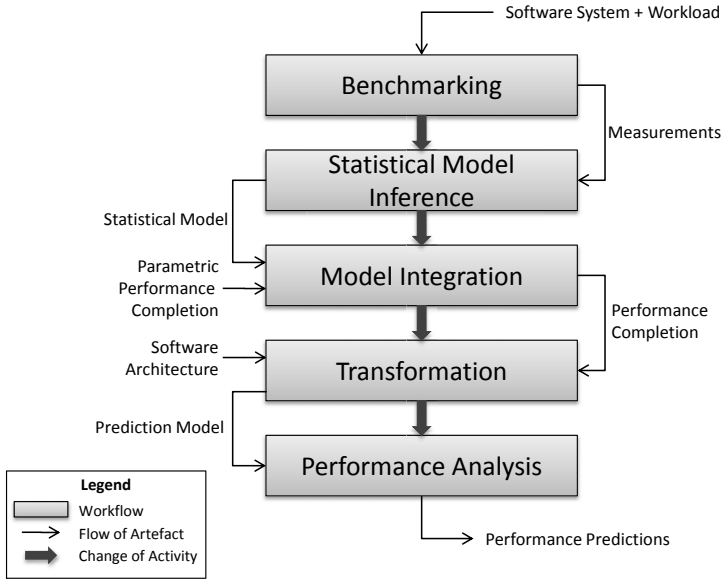 Software System + Workload
Benchmarking
Measurements
Statistical Model
Inference
Statistical Model
Parametric
Performance
Completion
Model Integration
Performance
Completion
Software
Architecture
Transformation
Prediction Model
Performance Analysis
Legend
Workflow
Flow of Artefact
Change of Activity
Performance Predictions